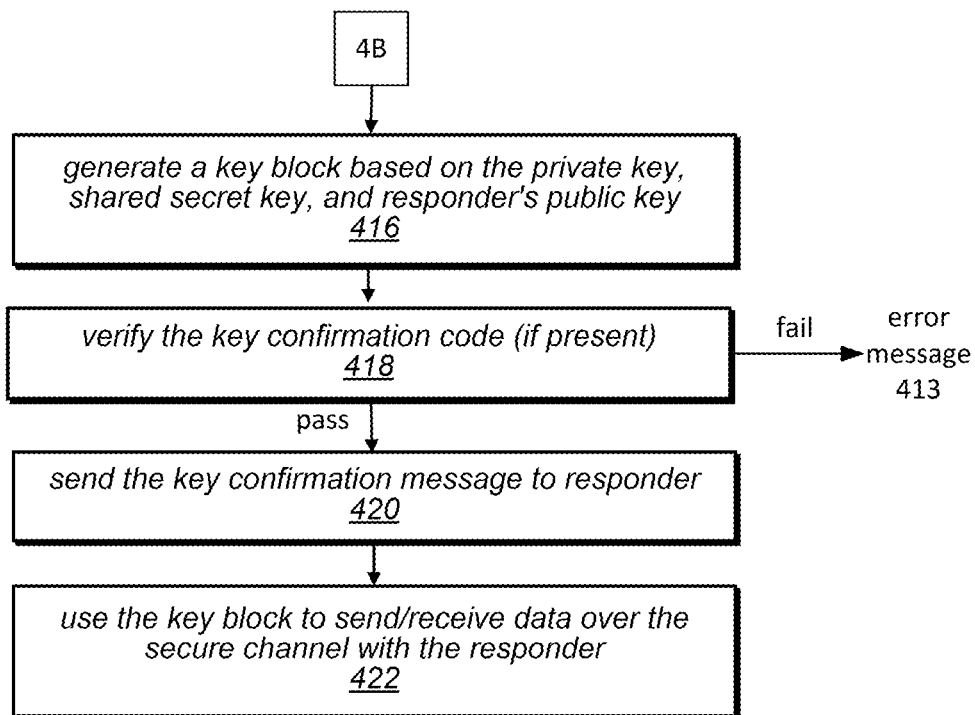 4B
generate a key block based on the private key,
shared secret key, and responder's public key
416
verify the key confirmation code (if present)
418
fail
error
message
413
pass
send the key confirmation message to responder
420
use the key block to send/receive data over the
secure channel with the responder
422